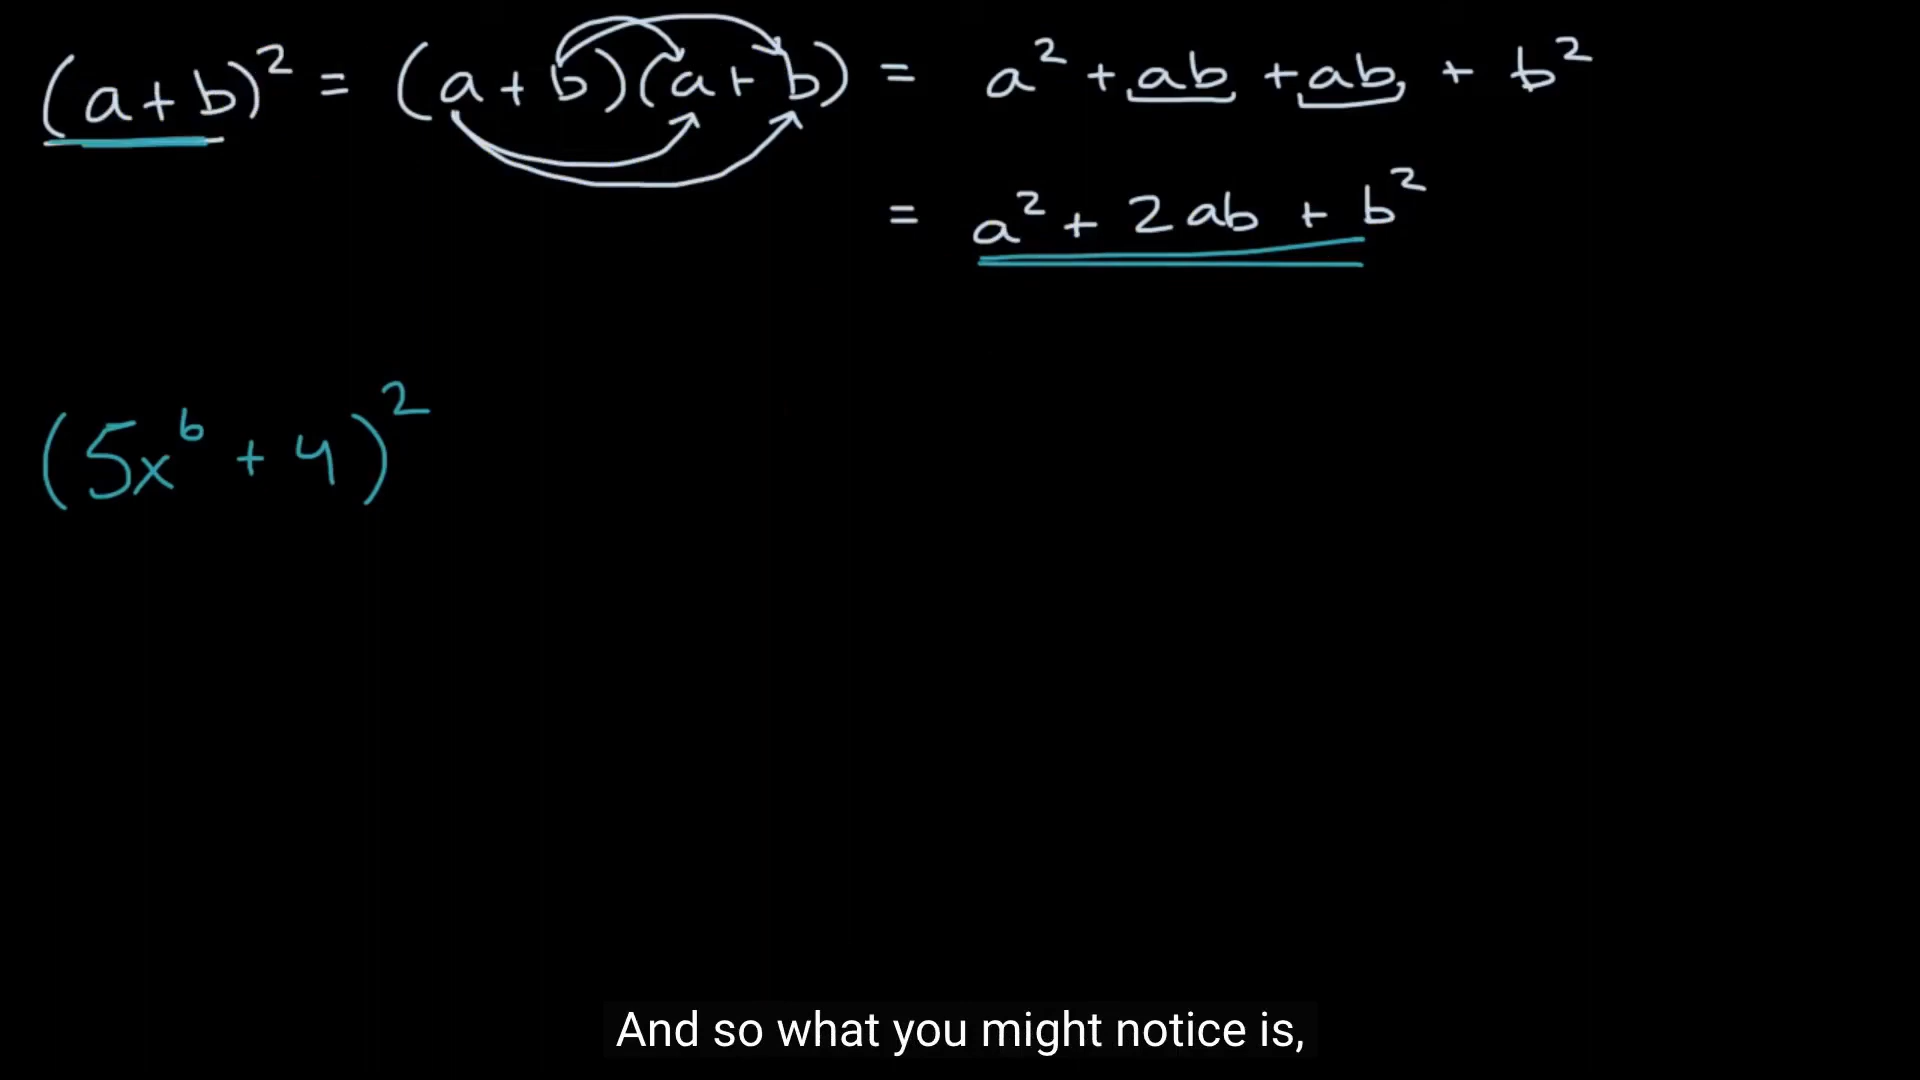 (a+b)² = (a+b)(a+b) = a² + ab + ab + b²
= a² + 2ab + b²
(5x⁶ + 4)²
And so what you might notice is,